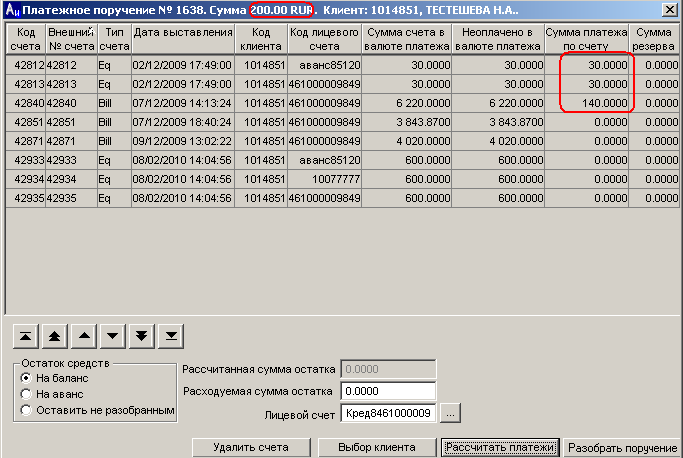 Платежное поручение № 1638. Сумма 200.00 RUR. Клиент: 1014851, ТЕСТЕШЕВА Н.А..
Код счета Внешний № счета Тип счета Дата выставления Код клиента Код лицевого счета Сумма счета в валюте платежа Неоплачено в валюте платежа Сумма платежа по счету Сумма резерва
42812 42812 Eq 02/12/2009 17:49:00 1014851 аванс85120 30.0000 30.0000 30.0000 0.0000
42813 42813 Eq 02/12/2009 17:49:00 1014851 461000009849 30.0000 30.0000 30.0000 0.0000
42840 42840 Bill 07/12/2009 14:13:24 1014851 461000009849 6 220.0000 6 220.0000 140.0000 0.0000
42851 42851 Bill 07/12/2009 18:40:24 1014851 461000009849 3 843.8700 3 843.8700 0.0000 0.0000
42871 42871 Bill 09/12/2009 13:02:22 1014851 461000009849 4 020.0000 4 020.0000 0.0000 0.0000
42933 42933 Eq 08/02/2010 14:04:56 1014851 аванс85120 600.0000 600.0000 0.0000 0.0000
42934 42934 Eq 08/02/2010 14:04:56 1014851 10077777 600.0000 600.0000 0.0000 0.0000
42935 42935 Eq 08/02/2010 14:04:56 1014851 461000009849 600.0000 600.0000 0.0000 0.0000
Остаток средств
На баланс
На аванс
Оставить не разобранным
Рассчитанная сумма остатка 0.0000
Расходуемая сумма остатка 0.0000
Лицевой счет Кред8461000009 ...
Удалить счета Выбор клиента Рассчитать платежи Разобрать поручение